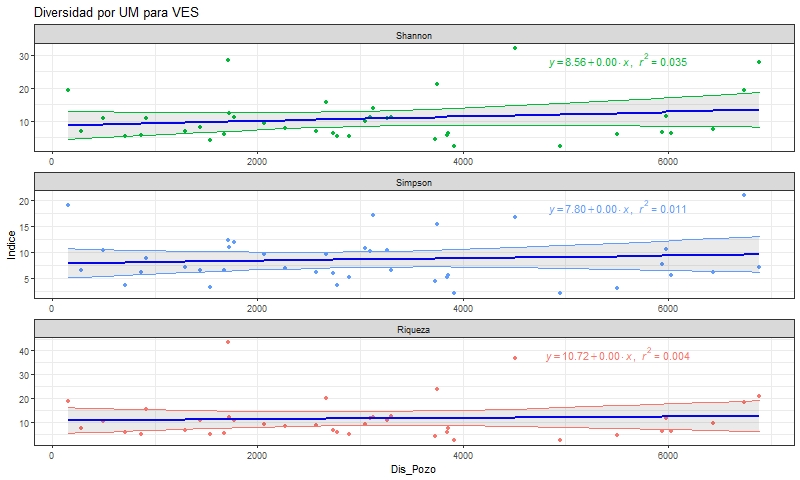 Diversidad por UM para VES
Shannon
y = 8.56 + 0.00 · x, r² = 0.035
30
20
10
0 2000 4000 6000
Simpson
y = 7.80 + 0.00 · x, r² = 0.011
20
15
10
5
Indice
0 2000 4000 6000
Riqueza
y = 10.72 + 0.00 · x, r² = 0.004
40
30
20
10
0 2000 4000 6000
Dis_Pozo